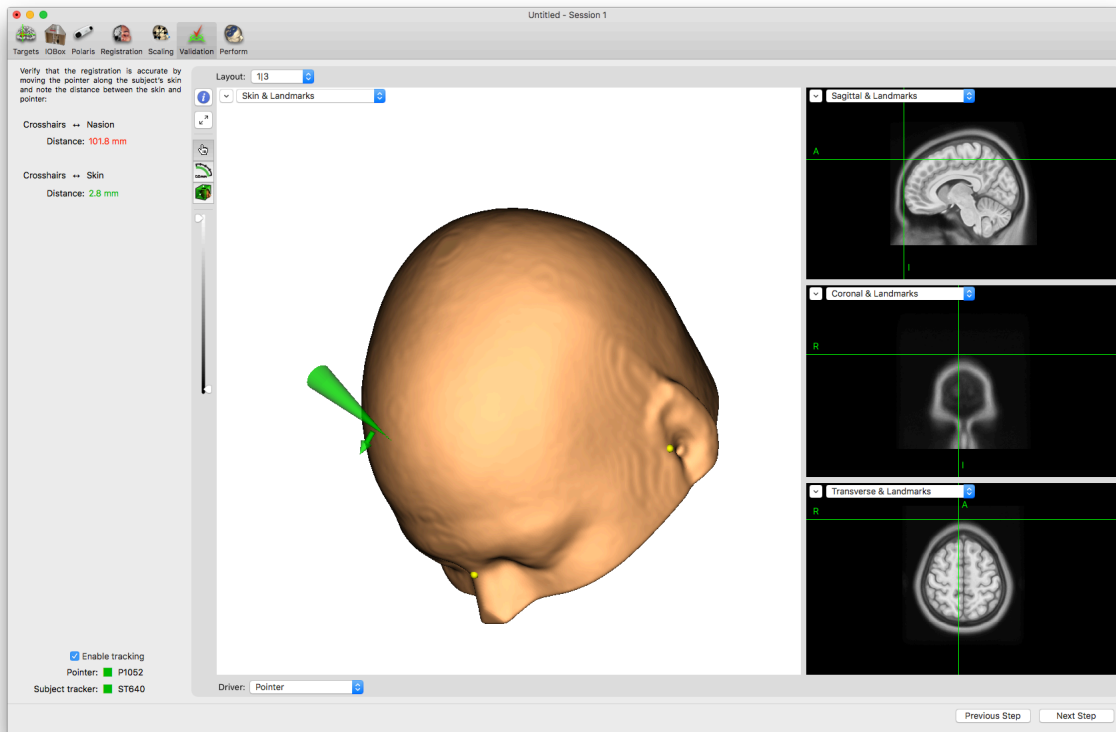 Untitled - Session 1
Targets IOBox Polaris Registration Scaling Validation Perform
Verify that the registration is accurate by
moving the pointer along the subject's skin
and note the distance between the skin and
pointer:
Crosshairs ↔ Nasion
Distance: 101.8 mm
Crosshairs ↔ Skin
Distance: 2.8 mm
Enable tracking
Pointer: P1052
Subject tracker: ST640
Layout: 1|3
Skin & Landmarks
Driver: Pointer
Sagittal & Landmarks
A
I
Coronal & Landmarks
R
I
Transverse & Landmarks
A
R
Previous Step Next Step